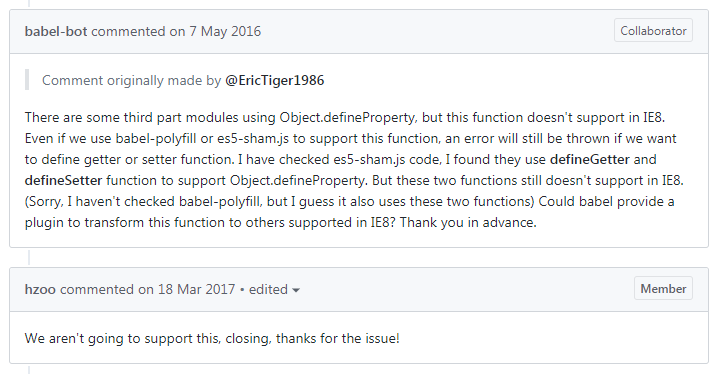 babel-bot commented on 7 May 2016
Collaborator
Comment originally made by @EricTiger1986
There are some third part modules using Object.defineProperty, but this function doesn't support in IE8.
Even if we use babel-polyfill or es5-sham.js to support this function, an error will still be thrown if we want
to define getter or setter function. I have checked es5-sham.js code, I found they use defineGetter and
defineSetter function to support Object.defineProperty. But these two functions still doesn't support in IE8.
(Sorry, I haven't checked babel-polyfill, but I guess it also uses these two functions) Could babel provide a
plugin to transform this function to others supported in IE8? Thank you in advance.
hzoo commented on 18 Mar 2017 • edited
Member
We aren't going to support this, closing, thanks for the issue!